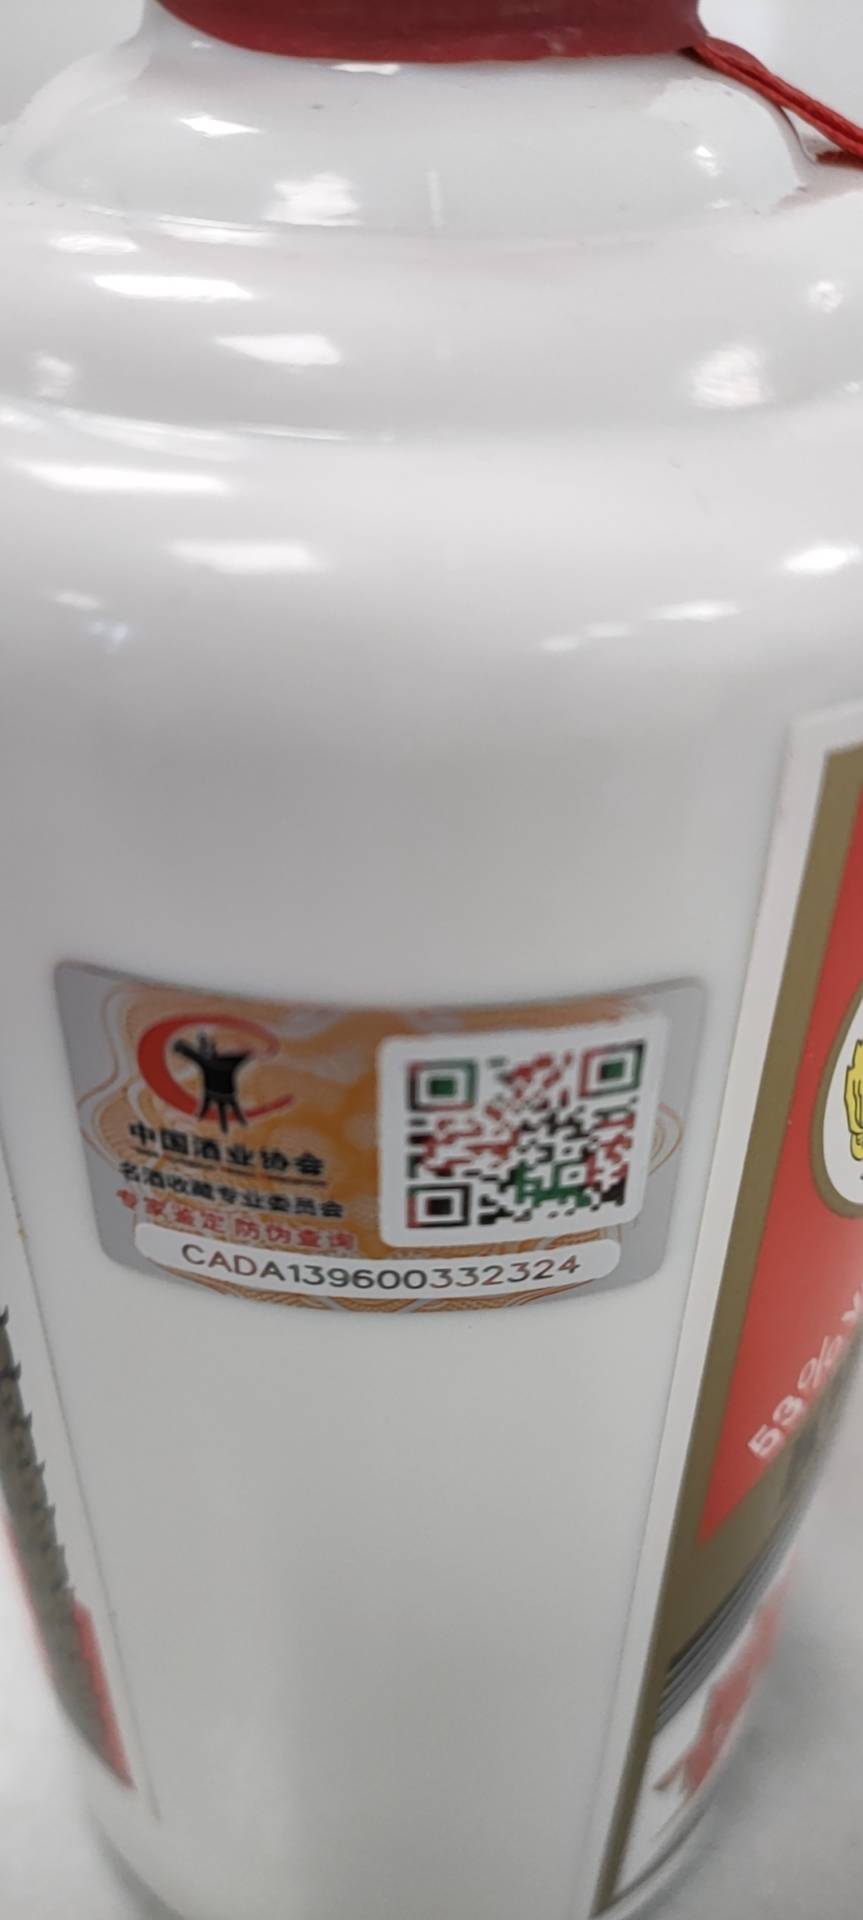 中国酒业协会
名酒收藏专业委员会
专家鉴定 防伪查询
CADA139600332324
53%